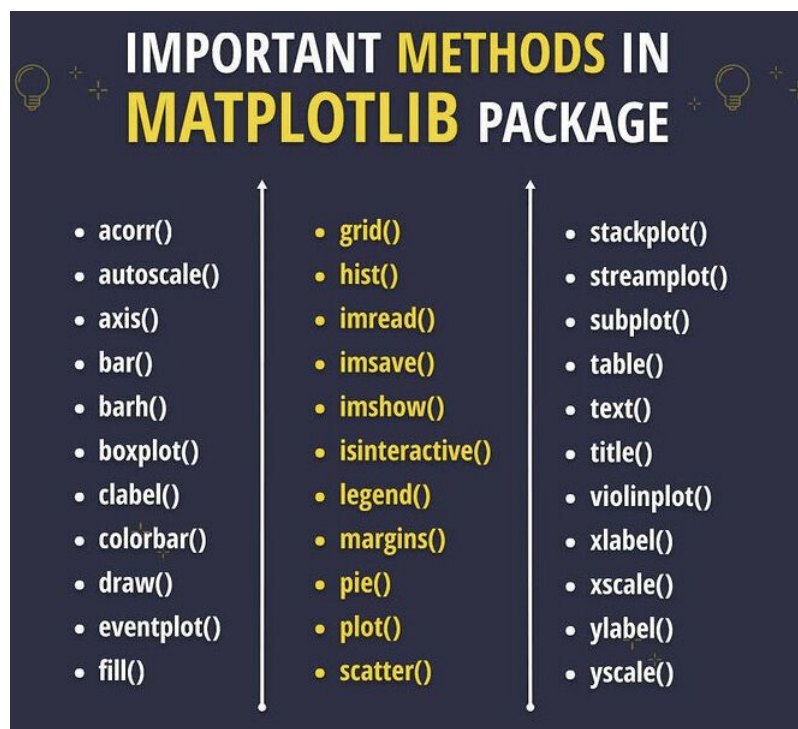 IMPORTANT METHODS IN
MATPLOTLIB PACKAGE
• acorr()
• autoscale()
• axis()
• bar()
• barh()
• boxplot()
• clabel()
• colorbar()
• draw()
• eventplot()
• fill()
• grid()
• hist()
• imread()
• imsave()
• imshow()
• isinteractive()
• legend()
• margins()
• pie()
• plot()
• scatter()
• stackplot()
• streamplot()
• subplot()
• table()
• text()
• title()
• violinplot()
• xlabel()
• xscale()
• ylabel()
• yscale()